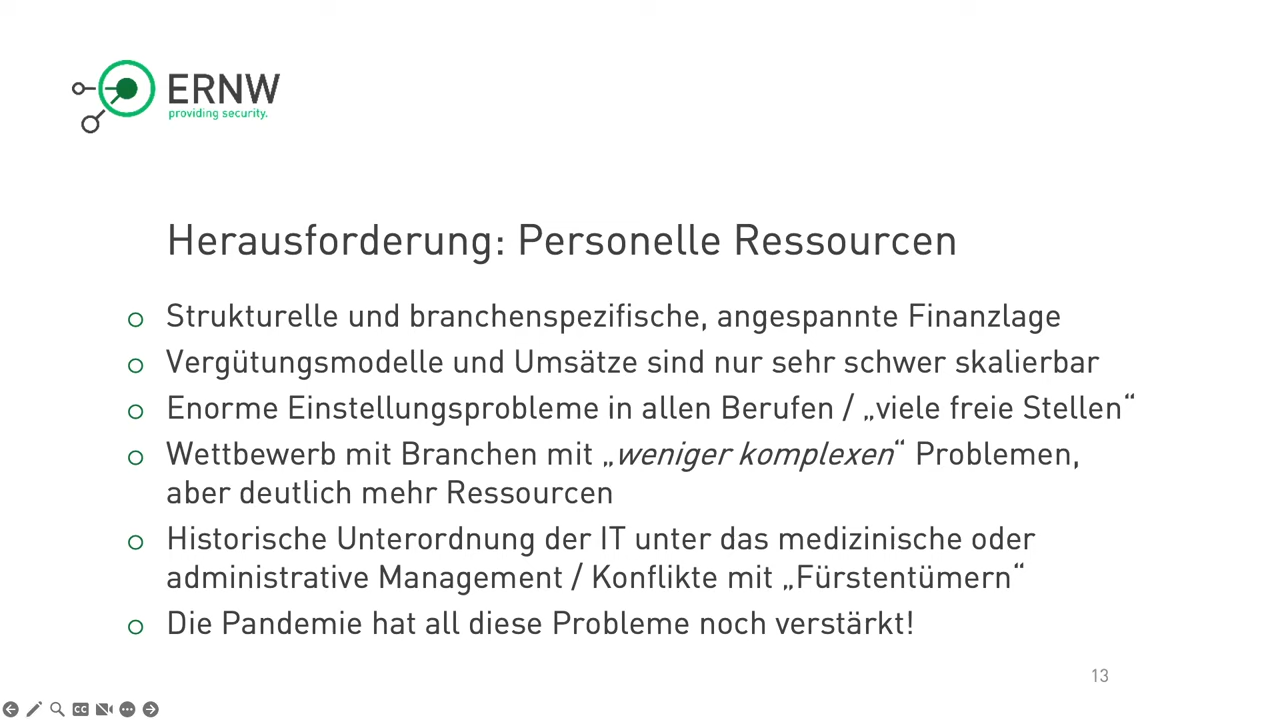 ERNW
providing security.
Herausforderung: Personelle Ressourcen
Strukturelle und branchenspezifische, angespannte Finanzlage
Vergütungsmodelle und Umsätze sind nur sehr schwer skalierbar
Enorme Einstellungsprobleme in allen Berufen / „viele freie Stellen“
Wettbewerb mit Branchen mit „weniger komplexen“ Problemen,
aber deutlich mehr Ressourcen
Historische Unterordnung der IT unter das medizinische oder
administrative Management / Konflikte mit „Fürstentümern“
Die Pandemie hat all diese Probleme noch verstärkt!
13
CC